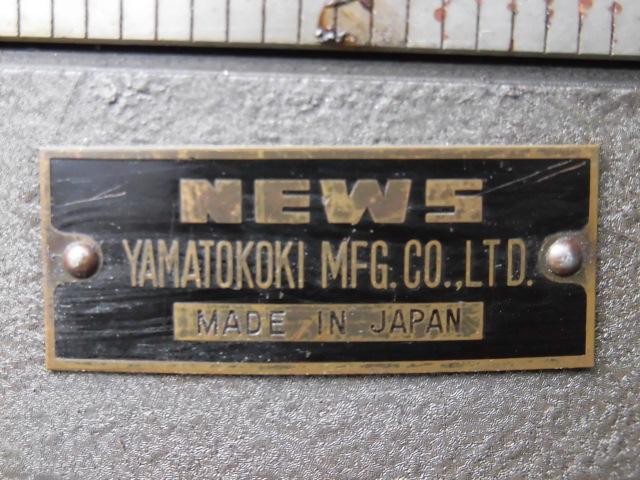 NEWS
YAMATOKOKI MFG. CO.,LTD.
MADE IN JAPAN